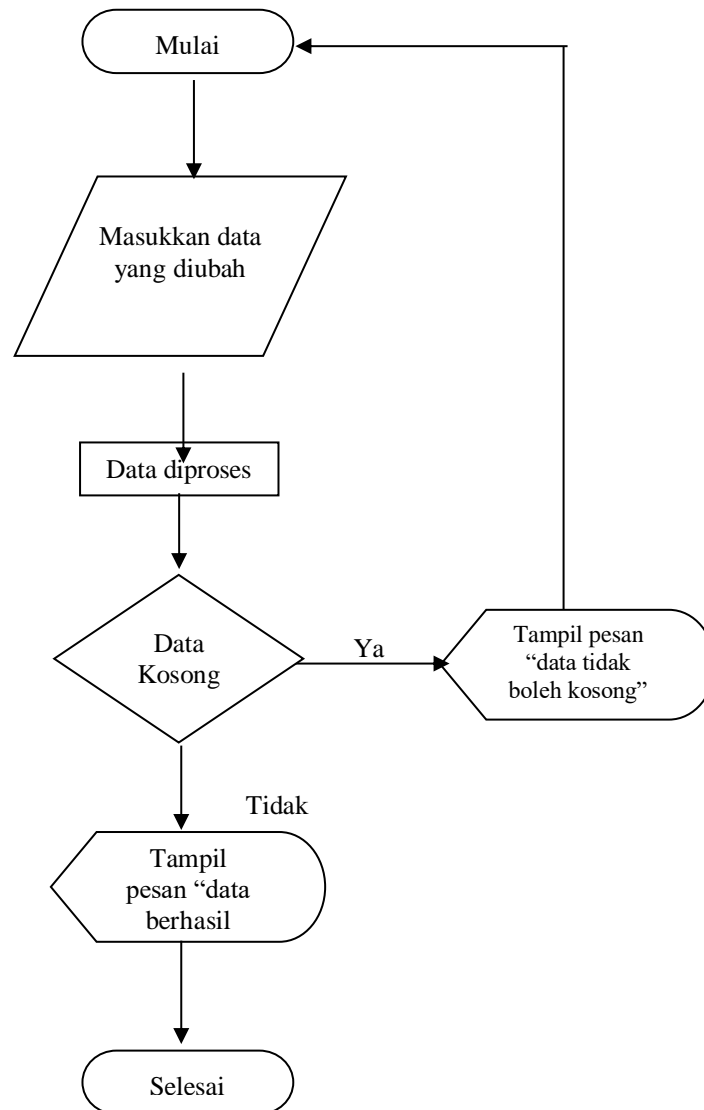 Mulai
Masukkan data
yang diubah
Data diproses
Data
Kosong
Ya
Tampil pesan
“data tidak
boleh kosong”
Tidak
Tampil
pesan “data
berhasil
Selesai